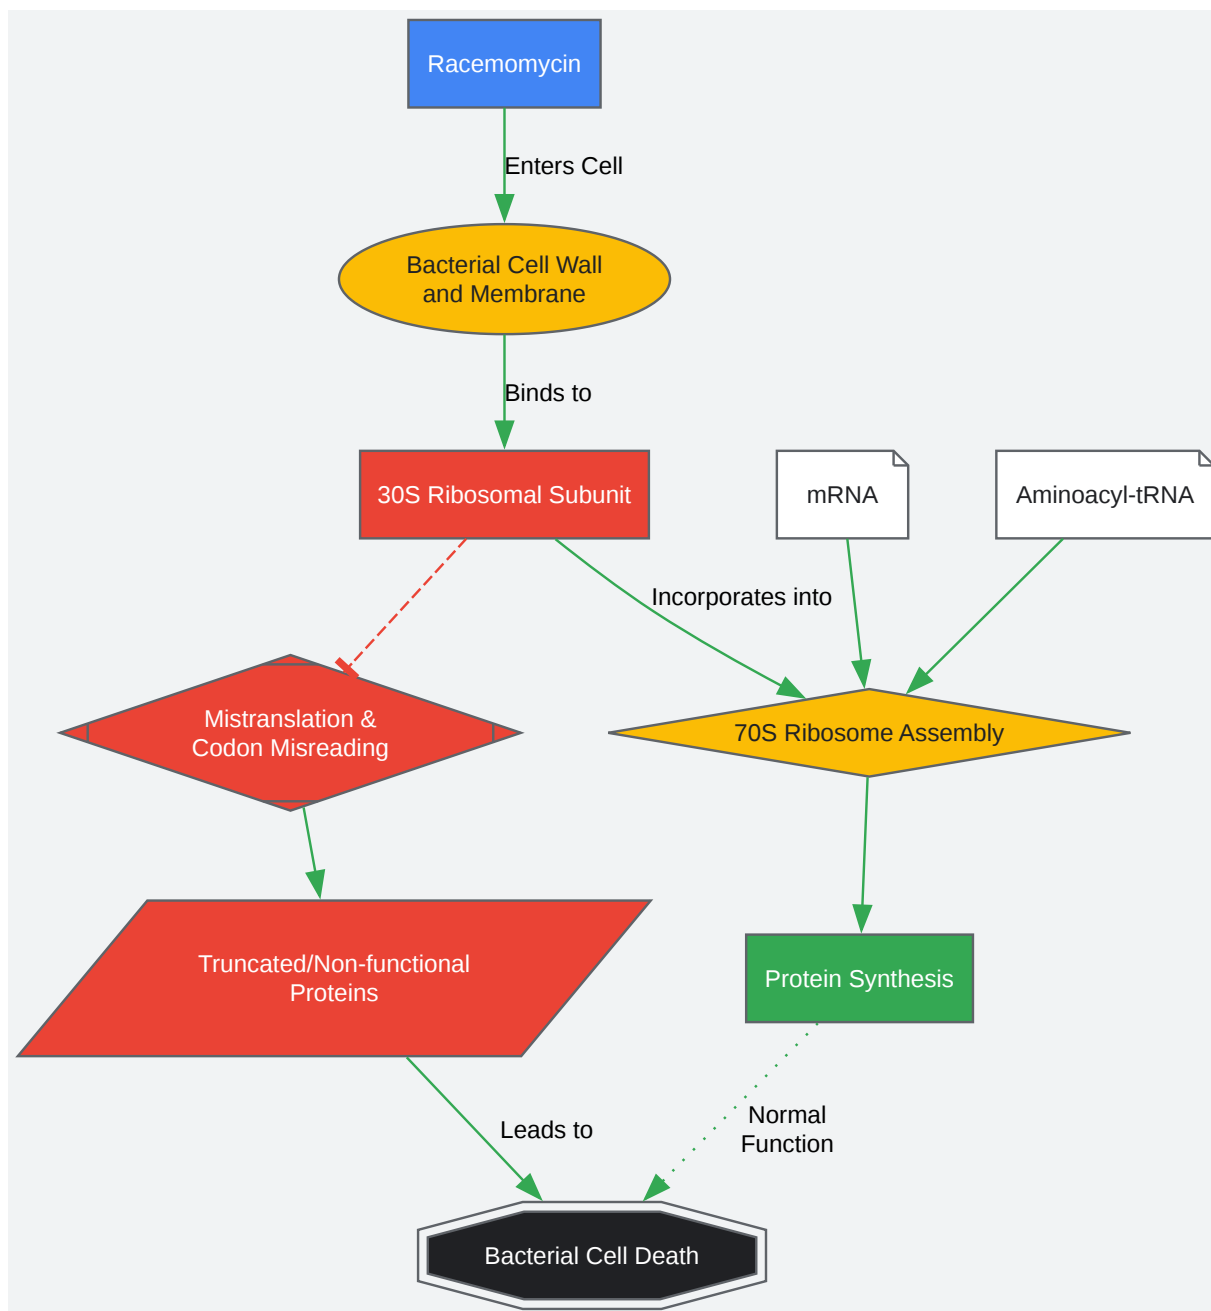 Racemomycin
Enters Cell
Bacterial Cell Wall
and Membrane
Binds to
30S Ribosomal Subunit
mRNA
Aminoacyl-tRNA
Incorporates into
Mistranslation &
Codon Misreading
70S Ribosome Assembly
Truncated/Non-functional
Proteins
Protein Synthesis
Leads to
Normal
Function
Bacterial Cell Death